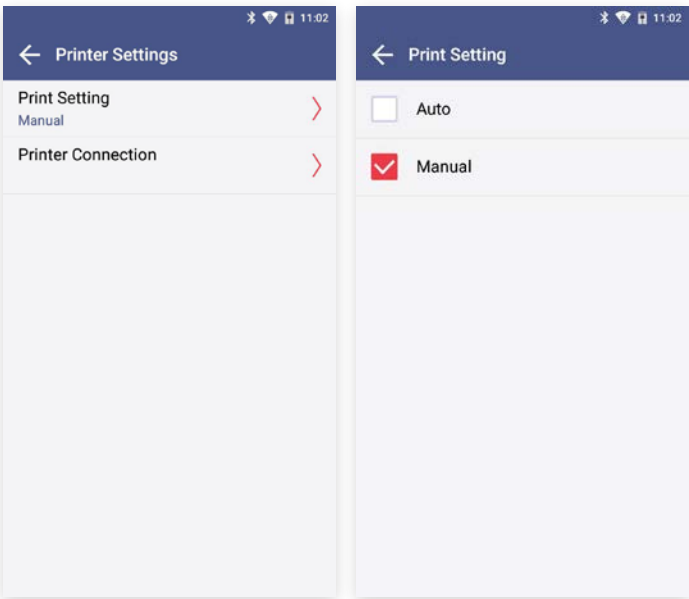 11:02
Printer Settings
Print Setting
Manual
Printer Connection
11:02
Print Setting
Auto
Manual